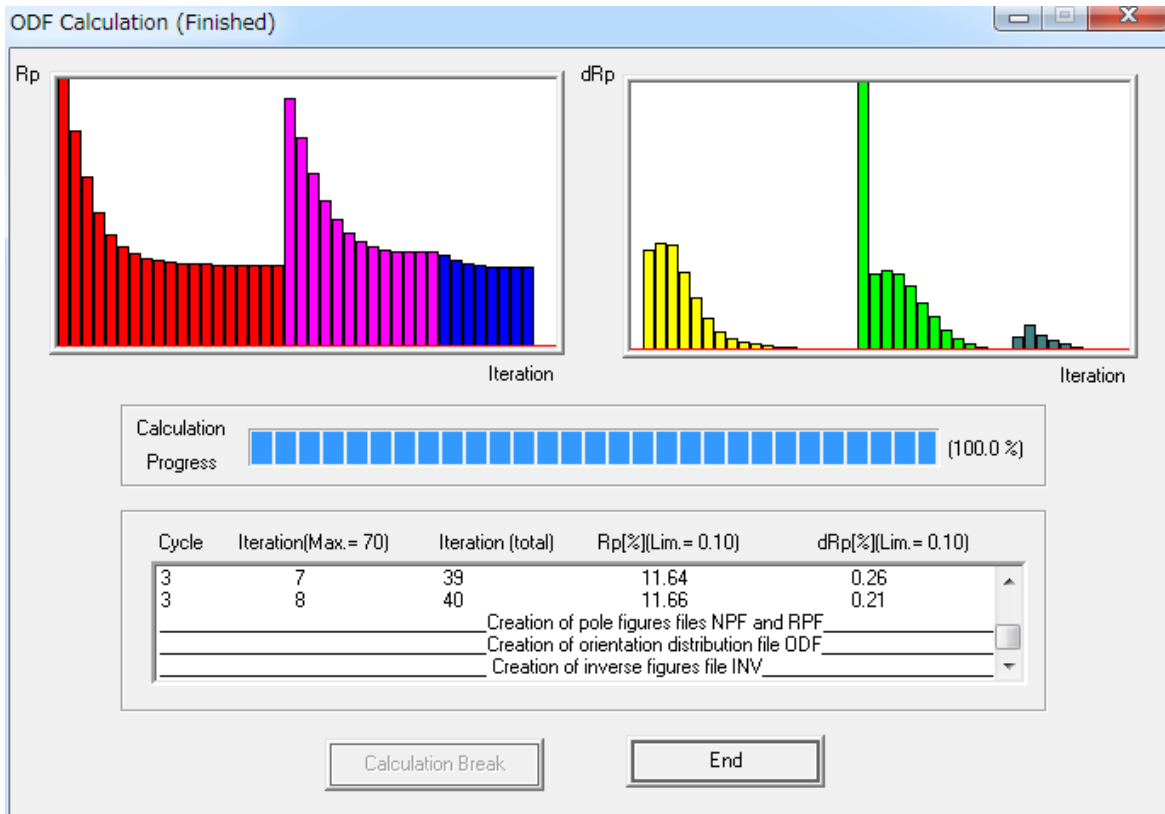 ODF Calculation (Finished)
Rp
dRp
Iteration
Iteration
Calculation
Progress
(100.0 %)
Cycle Iteration(Max.= 70) Iteration (total) Rp[%](Lim.= 0.10) dRp[%](Lim.= 0.10)
3 7 39 11.64 0.26
3 8 40 11.66 0.21
Creation of pole figures files NPF and RPF
Creation of orientation distribution file ODF
Creation of inverse figures file INV
Calculation Break
End